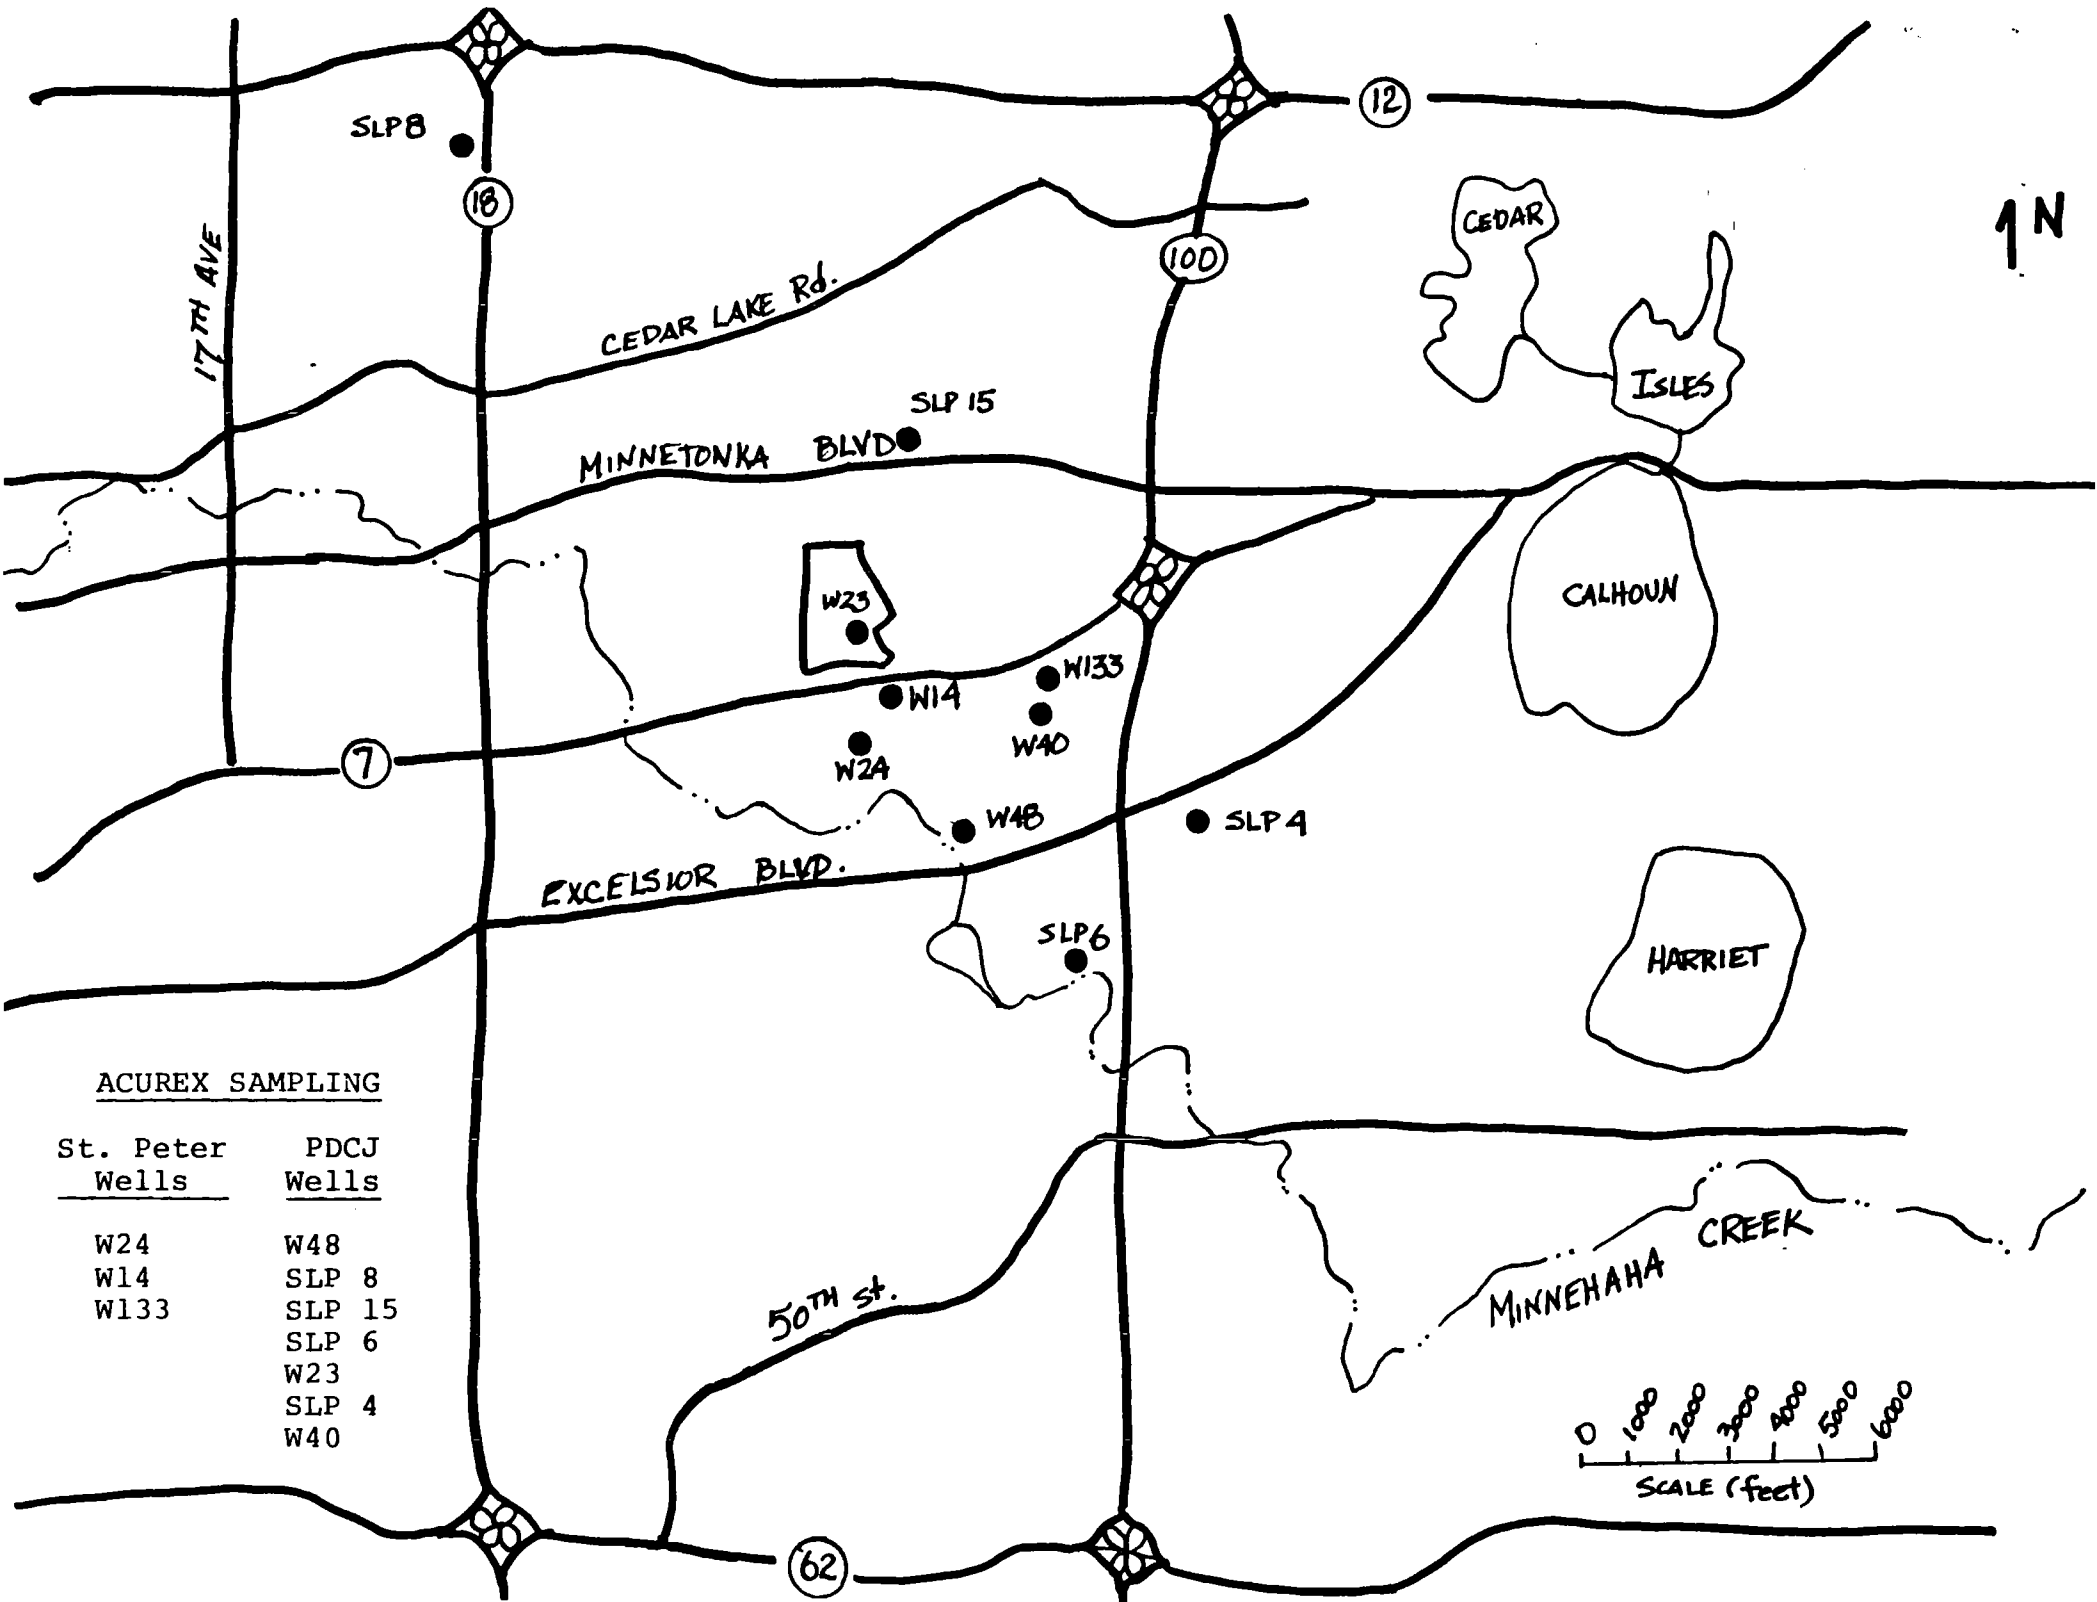 12
SLP8
18
1N
CEDAR
17TH AVE
100
CEDAR LAKE Rd.
ISLES
SLP 15
MINNETONKA BLVD
CALHOUN
W23
W133
W14
W40
7
W24
W48
SLP 4
EXCELSIOR BLVD.
SLP6
HARRIET
ACUREX SAMPLING
St. Peter PDCJ
Wells Wells
W24 W48
W14 SLP 8
W133 SLP 15
SLP 6
W23
SLP 4
W40
MINNEHAHA CREEK
50TH St.
0 1000 2000 3000 4000 5000 6000
SCALE (feet)
62